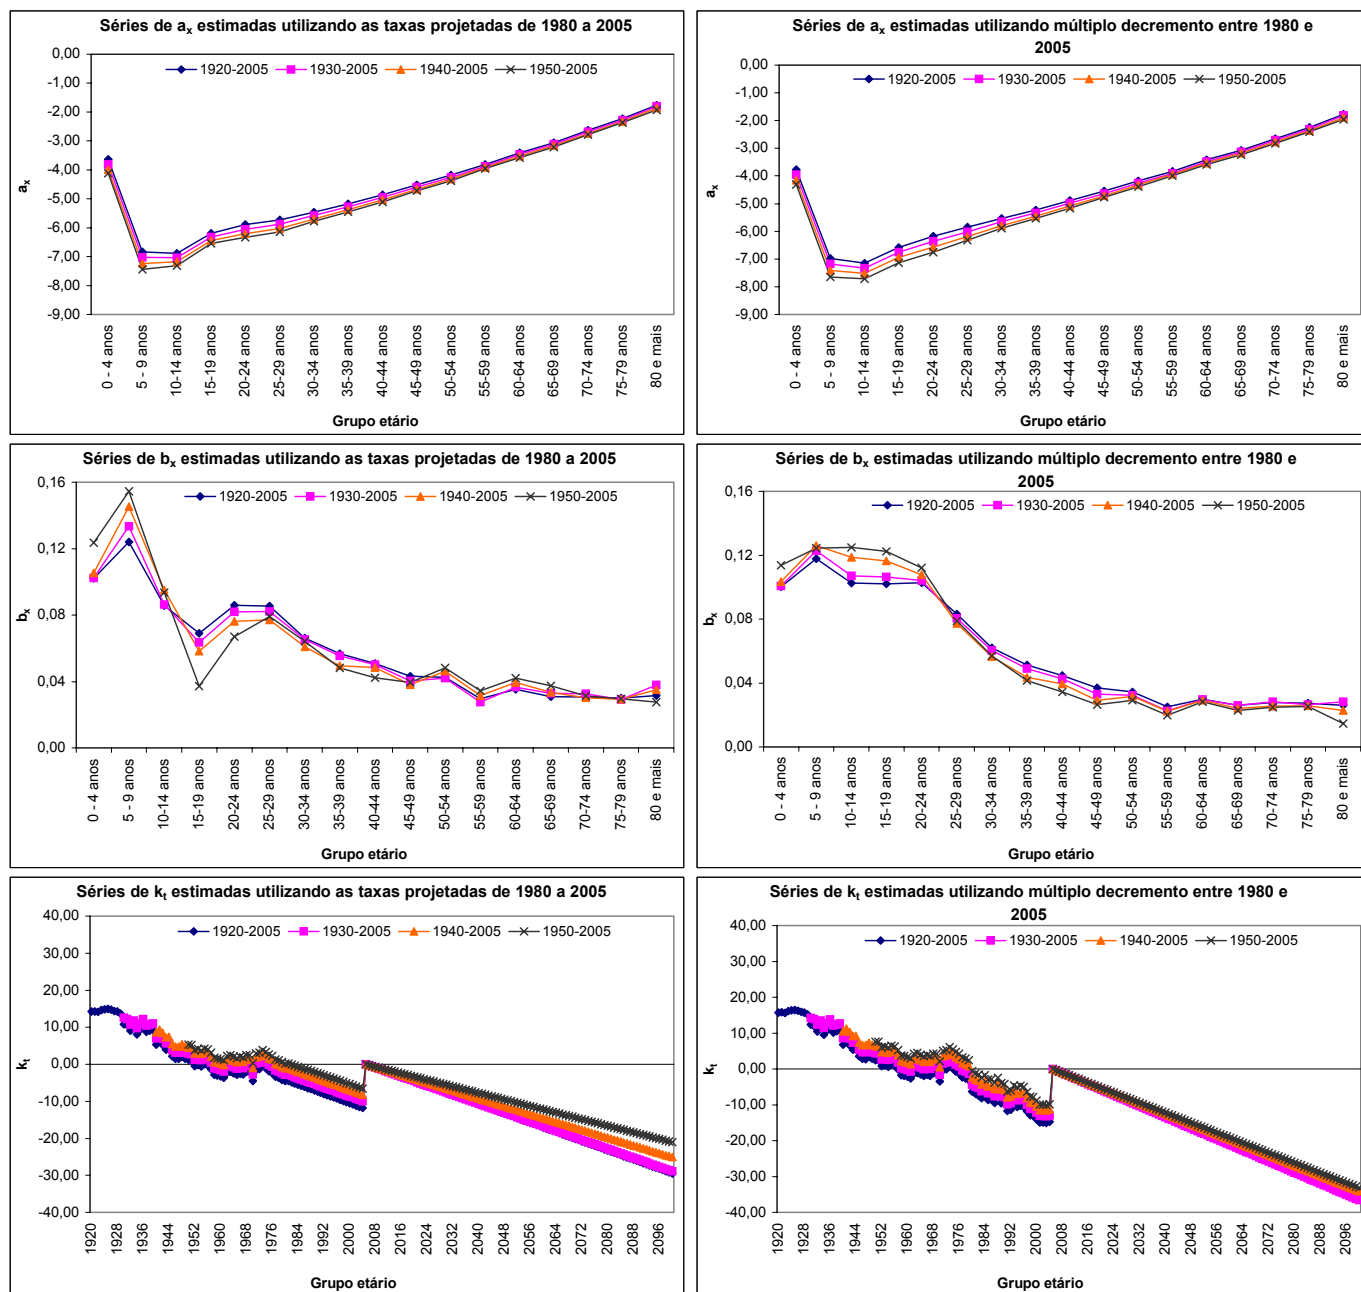 Séries de ax estimadas utilizando as taxas projetadas de 1980 a 2005
0,00
-1,00
-2,00
-3,00
-4,00
-5,00
-6,00
-7,00
-8,00
-9,00
ax
1920-2005 1930-2005 1940-2005 1950-2005
0 - 4 anos
5 - 9 anos
10-14 anos
15-19 anos
20-24 anos
25-29 anos
30-34 anos
35-39 anos
40-44 anos
45-49 anos
50-54 anos
55-59 anos
60-64 anos
65-69 anos
70-74 anos
75-79 anos
80 e mais
Grupo etário
Séries de ax estimadas utilizando múltiplo decremento entre 1980 e
2005
0,00
-1,00
-2,00
-3,00
-4,00
-5,00
-6,00
-7,00
-8,00
-9,00
ax
1920-2005 1930-2005 1940-2005 1950-2005
0 - 4 anos
5 - 9 anos
10-14 anos
15-19 anos
20-24 anos
25-29 anos
30-34 anos
35-39 anos
40-44 anos
45-49 anos
50-54 anos
55-59 anos
60-64 anos
65-69 anos
70-74 anos
75-79 anos
80 e mais
Grupo etário
Séries de bx estimadas utilizando as taxas projetadas de 1980 a 2005
0,16
0,12
0,08
0,04
0,00
bx
1920-2005 1930-2005 1940-2005 1950-2005
0 - 4 anos
5 - 9 anos
10-14 anos
15-19 anos
20-24 anos
25-29 anos
30-34 anos
35-39 anos
40-44 anos
45-49 anos
50-54 anos
55-59 anos
60-64 anos
65-69 anos
70-74 anos
75-79 anos
80 e mais
Grupo etário
Séries de bx estimadas utilizando múltiplo decremento entre 1980 e
2005
0,16
0,12
0,08
0,04
0,00
bx
1920-2005 1930-2005 1940-2005 1950-2005
0 - 4 anos
5 - 9 anos
10-14 anos
15-19 anos
20-24 anos
25-29 anos
30-34 anos
35-39 anos
40-44 anos
45-49 anos
50-54 anos
55-59 anos
60-64 anos
65-69 anos
70-74 anos
75-79 anos
80 e mais
Grupo etário
Séries de kt estimadas utilizando as taxas projetadas de 1980 a 2005
40,00
30,00
20,00
10,00
0,00
-10,00
-20,00
-30,00
-40,00
kt
1920-2005 1930-2005 1940-2005 1950-2005
1920
1928
1936
1944
1952
1960
1968
1976
1984
1992
2000
2008
2016
2024
2032
2040
2048
2056
2064
2072
2080
2088
2096
Grupo etário
Séries de kt estimadas utilizando múltiplo decremento entre 1980 e
2005
40,00
30,00
20,00
10,00
0,00
-10,00
-20,00
-30,00
-40,00
kt
1920-2005 1930-2005 1940-2005 1950-2005
1920
1928
1936
1944
1952
1960
1968
1976
1984
1992
2000
2008
2016
2024
2032
2040
2048
2056
2064
2072
2080
2088
2096
Grupo etário